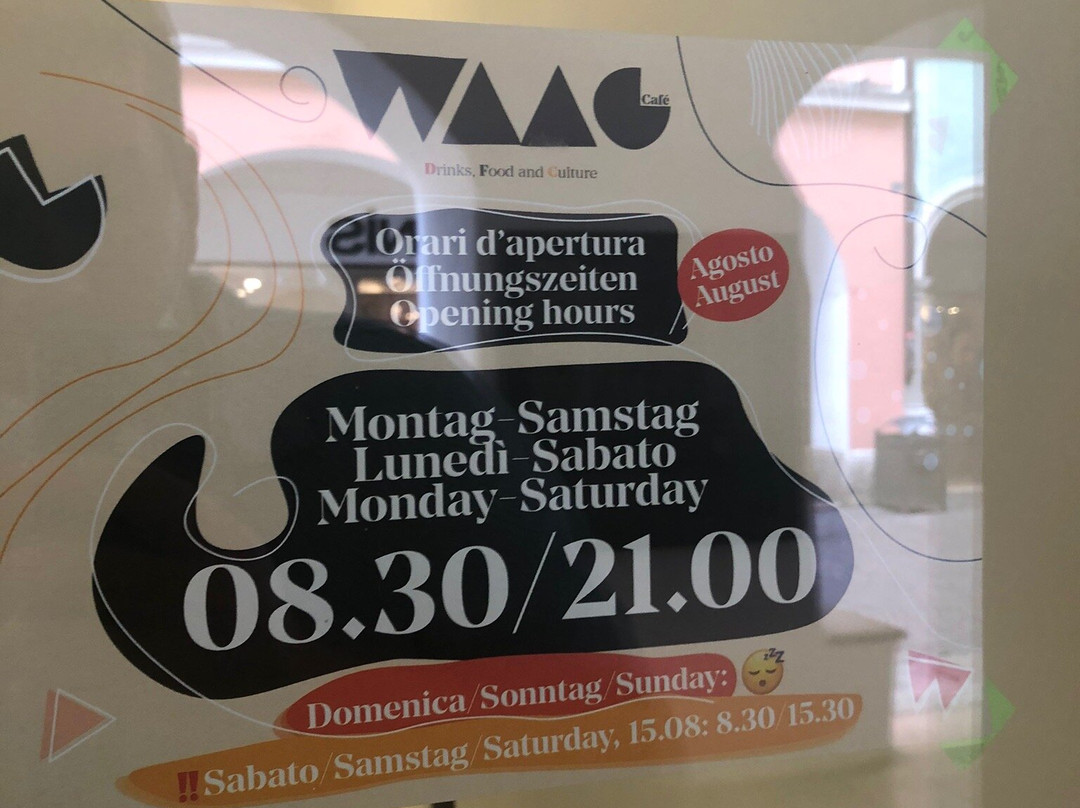 WAAG Café
Drinks, Food and Culture
Orari d'apertura
Öffnungszeiten
Opening hours
Agosto
August
Montag-Samstag
Lunedì-Sabato
Monday-Saturday
08.30/21.00
Domenica/Sonntag/Sunday: 😴
‼Sabato/Samstag/Saturday, 15.08: 8.30/15.30